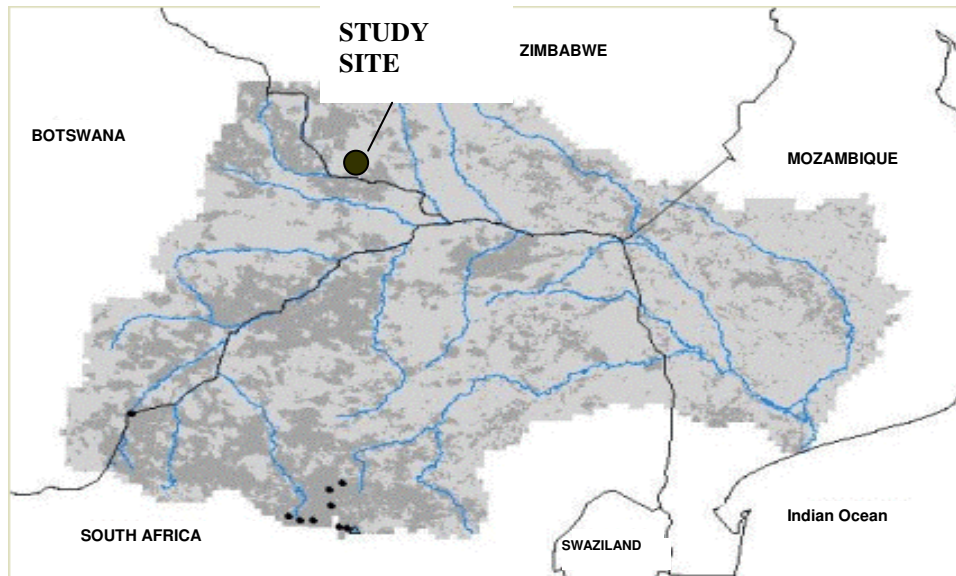 STUDY
SITE
ZIMBABWE
BOTSWANA
MOZAMBIQUE
Indian Ocean
SOUTH AFRICA
SWAZILAND